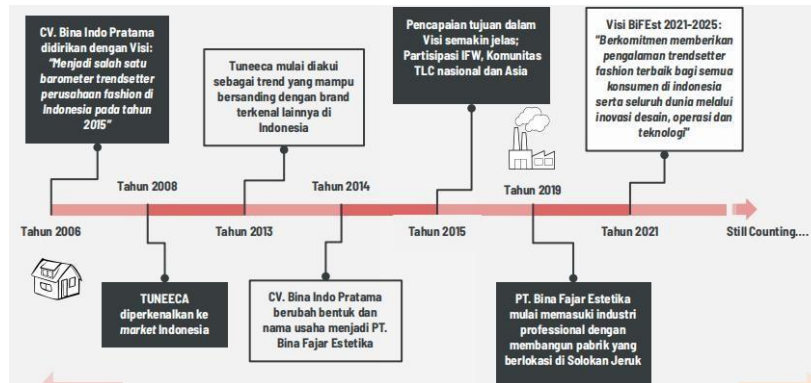 CV. Bina Indo Pratama
didirikan dengan Visi:
“Menjadi salah satu
barometer trendsetter
perusahaan fashion di
Indonesia pada tahun
2015”
Tuneeca mulai diakui
sebagai trend yang mampu
bersanding dengan brand
terkenal lainnya di
Indonesia
Pencapaian tujuan dalam
Visi semakin jelas;
Partisipasi IFW, Komunitas
TLC nasional dan Asia
Visi BiFEst 2021-2025:
“Berkomitmen memberikan
pengalaman trendsetter
fashion terbaik bagi semua
konsumen di indonesia
serta seluruh dunia melalui
inovasi desain, operasi dan
teknologi”
Tahun 2008
Tahun 2014
Tahun 2019
Tahun 2006
Tahun 2013
Tahun 2015
Tahun 2021
Still Counting....
TUNEECA
diperkenalkan ke
market Indonesia
CV. Bina Indo Pratama
berubah bentuk dan
nama usaha menjadi PT.
Bina Fajar Estetika
PT. Bina Fajar Estetika
mulai memasuki industri
professional dengan
membangun pabrik yang
berlokasi di Solokan Jeruk